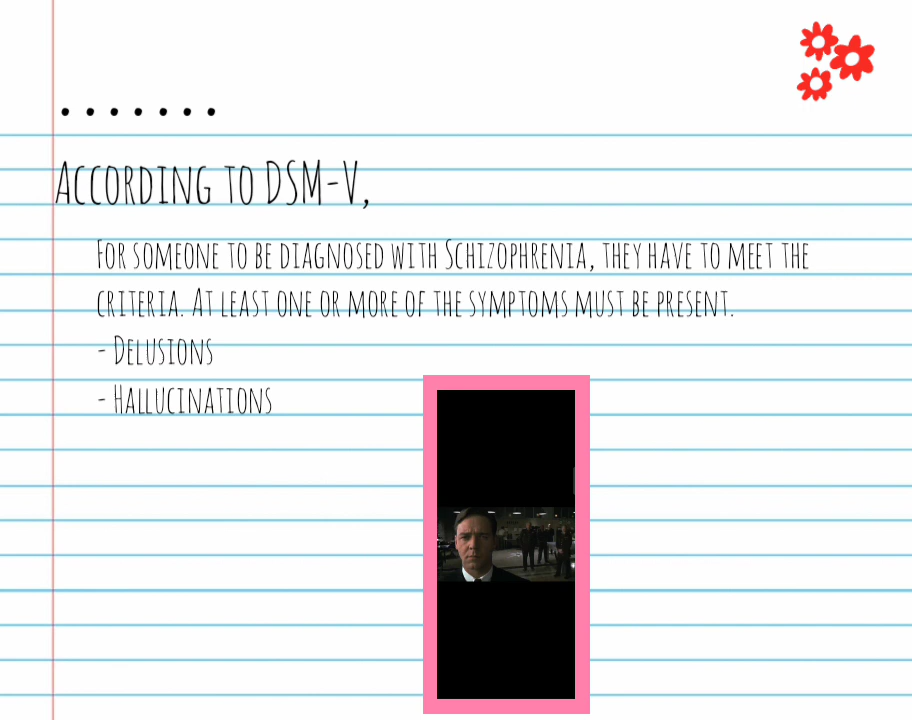 .......
According to DSM-V,
For someone to be diagnosed with Schizophrenia, they have to meet the
criteria. At least one or more of the symptoms must be present.
- Delusions
- Hallucinations